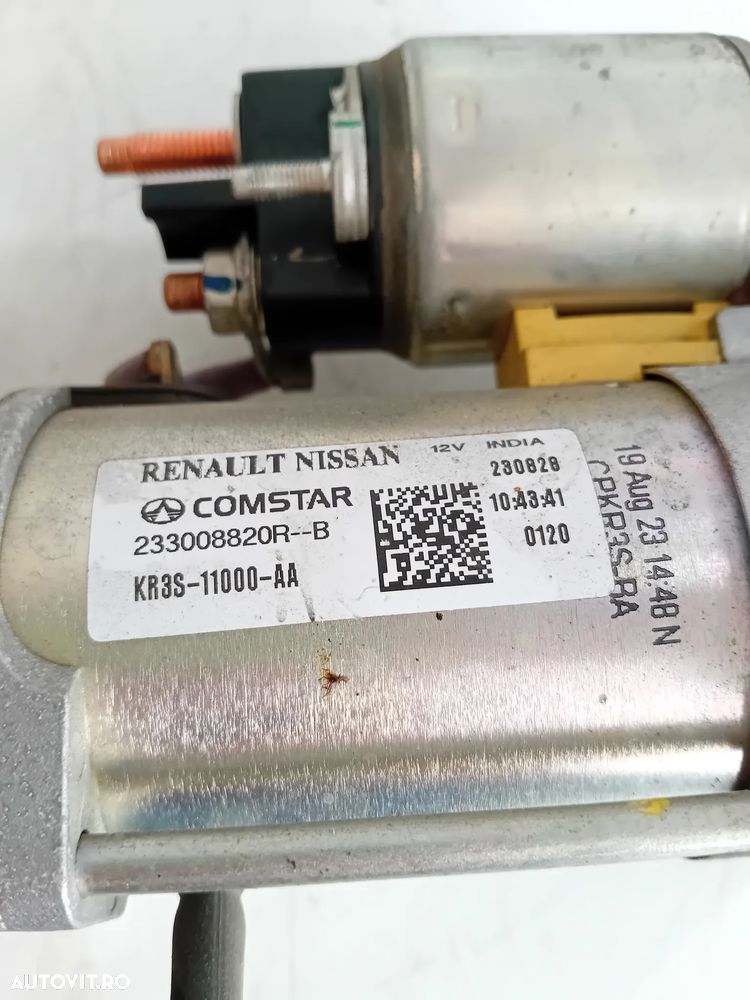 RENAULT NISSAN 12V INDIA
COMSTAR 230828
10:43:41
233008820R--B 0120
KR3S-11000-AA
19 Aug 23 14:48 N
CPKR3S-RA
AUTOVIT.RO